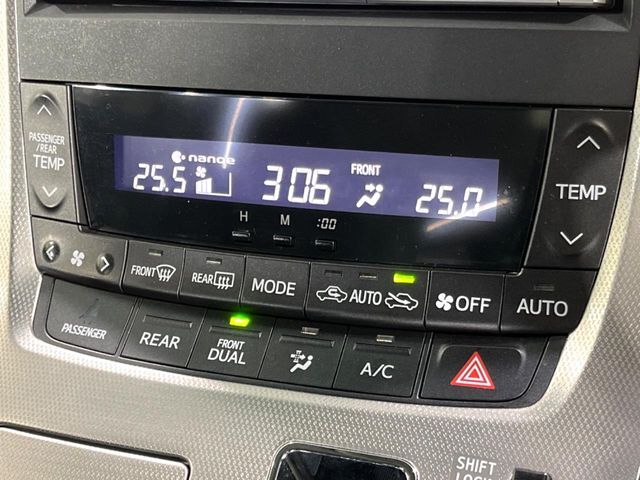 nanoe
FRONT
25.5
306
25.0
H M :00
PASSENGER
/REAR
TEMP
TEMP
FRONT
REAR
MODE
AUTO
OFF
AUTO
PASSENGER
REAR
FRONT
DUAL
A/C
SHIFT
LOCK